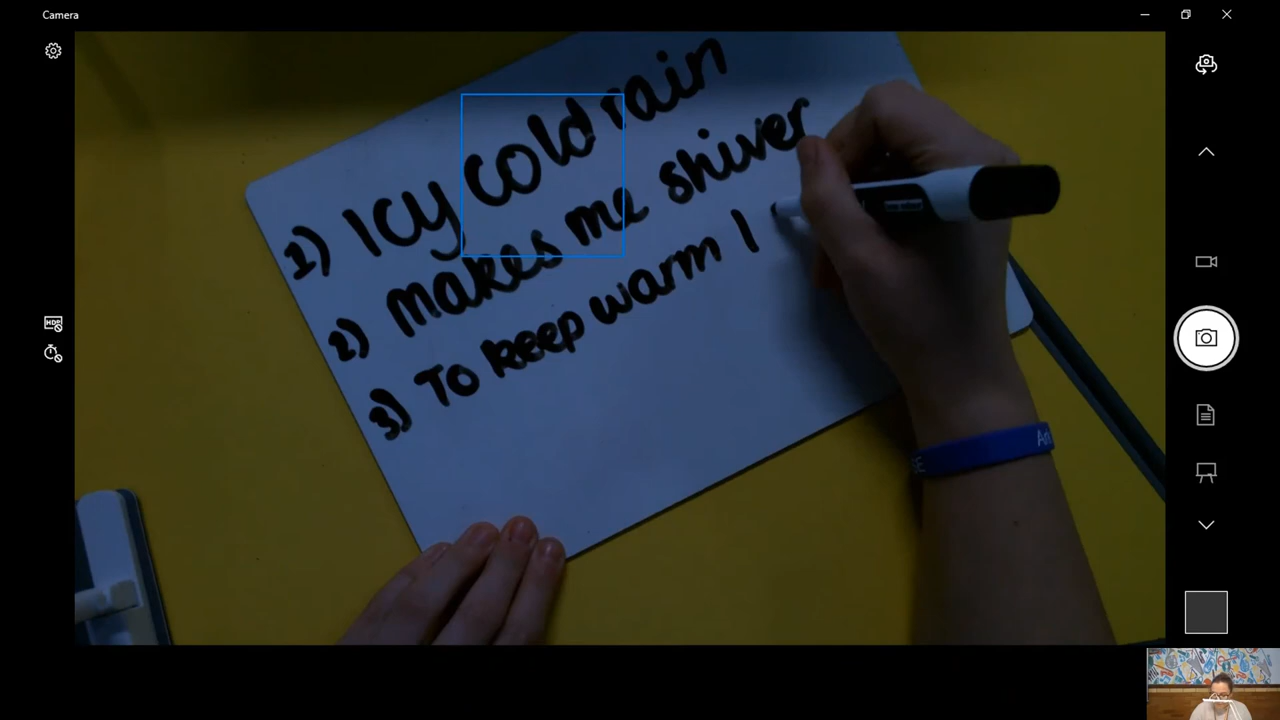 Camera
1) Icy cold rain
2) makes me shiver
3) To keep warm I